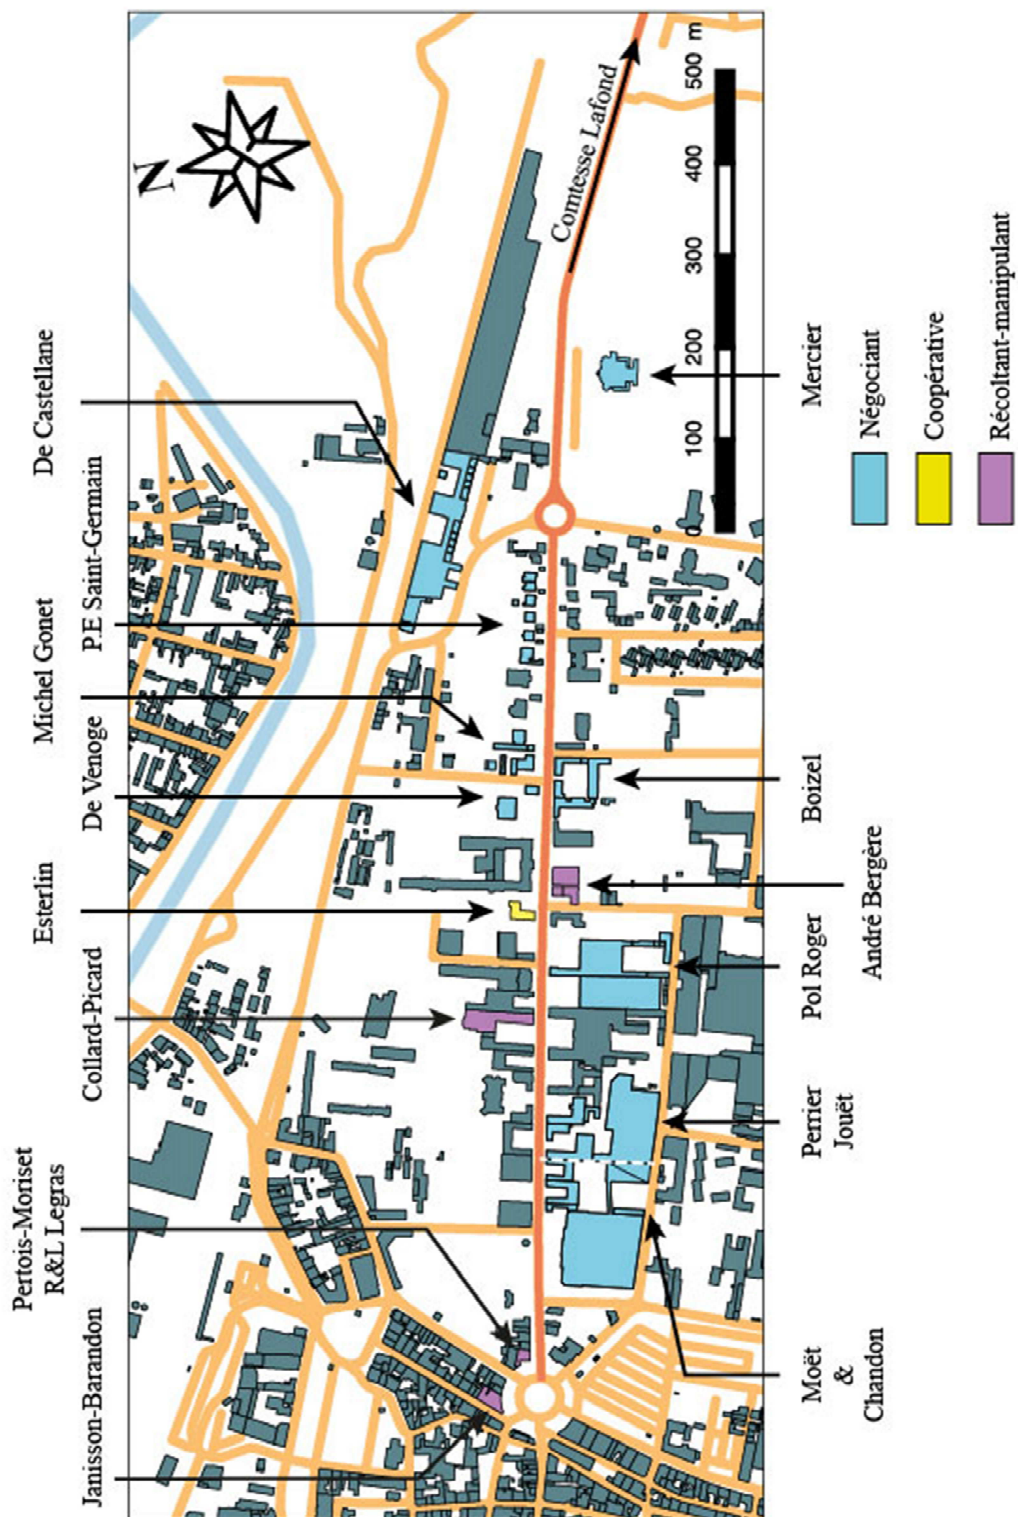 Pertois-Moriset
R&L Legras
Janisson-Barandon
Collard-Picard
Esterlin
De Venoge
Michel Gonet
P.E Saint-Germain
De Castellane
N
Comtesse Lafond
0 100 200 300 400 500 m
Moët
&
Chandon
Perrier
Jouët
Pol Roger
André Bergère
Boizel
Mercier
Négociant
Coopérative
Récoltant-manipulant